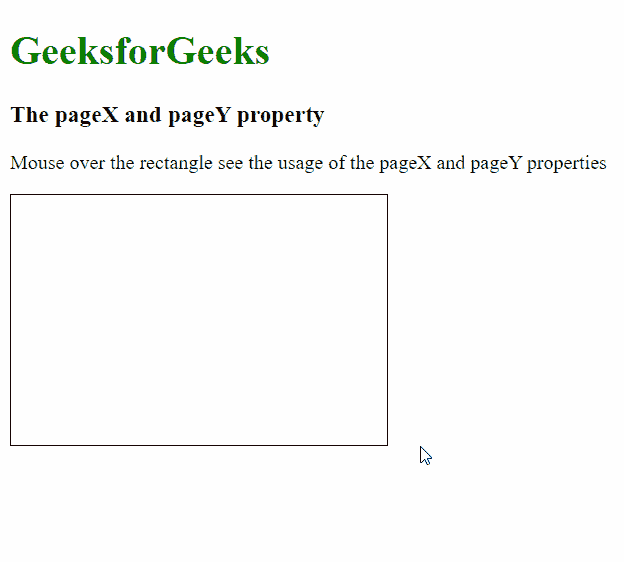 GeeksforGeeks
The pageX and pageY property
Mouse over the rectangle see the usage of the pageX and pageY properties